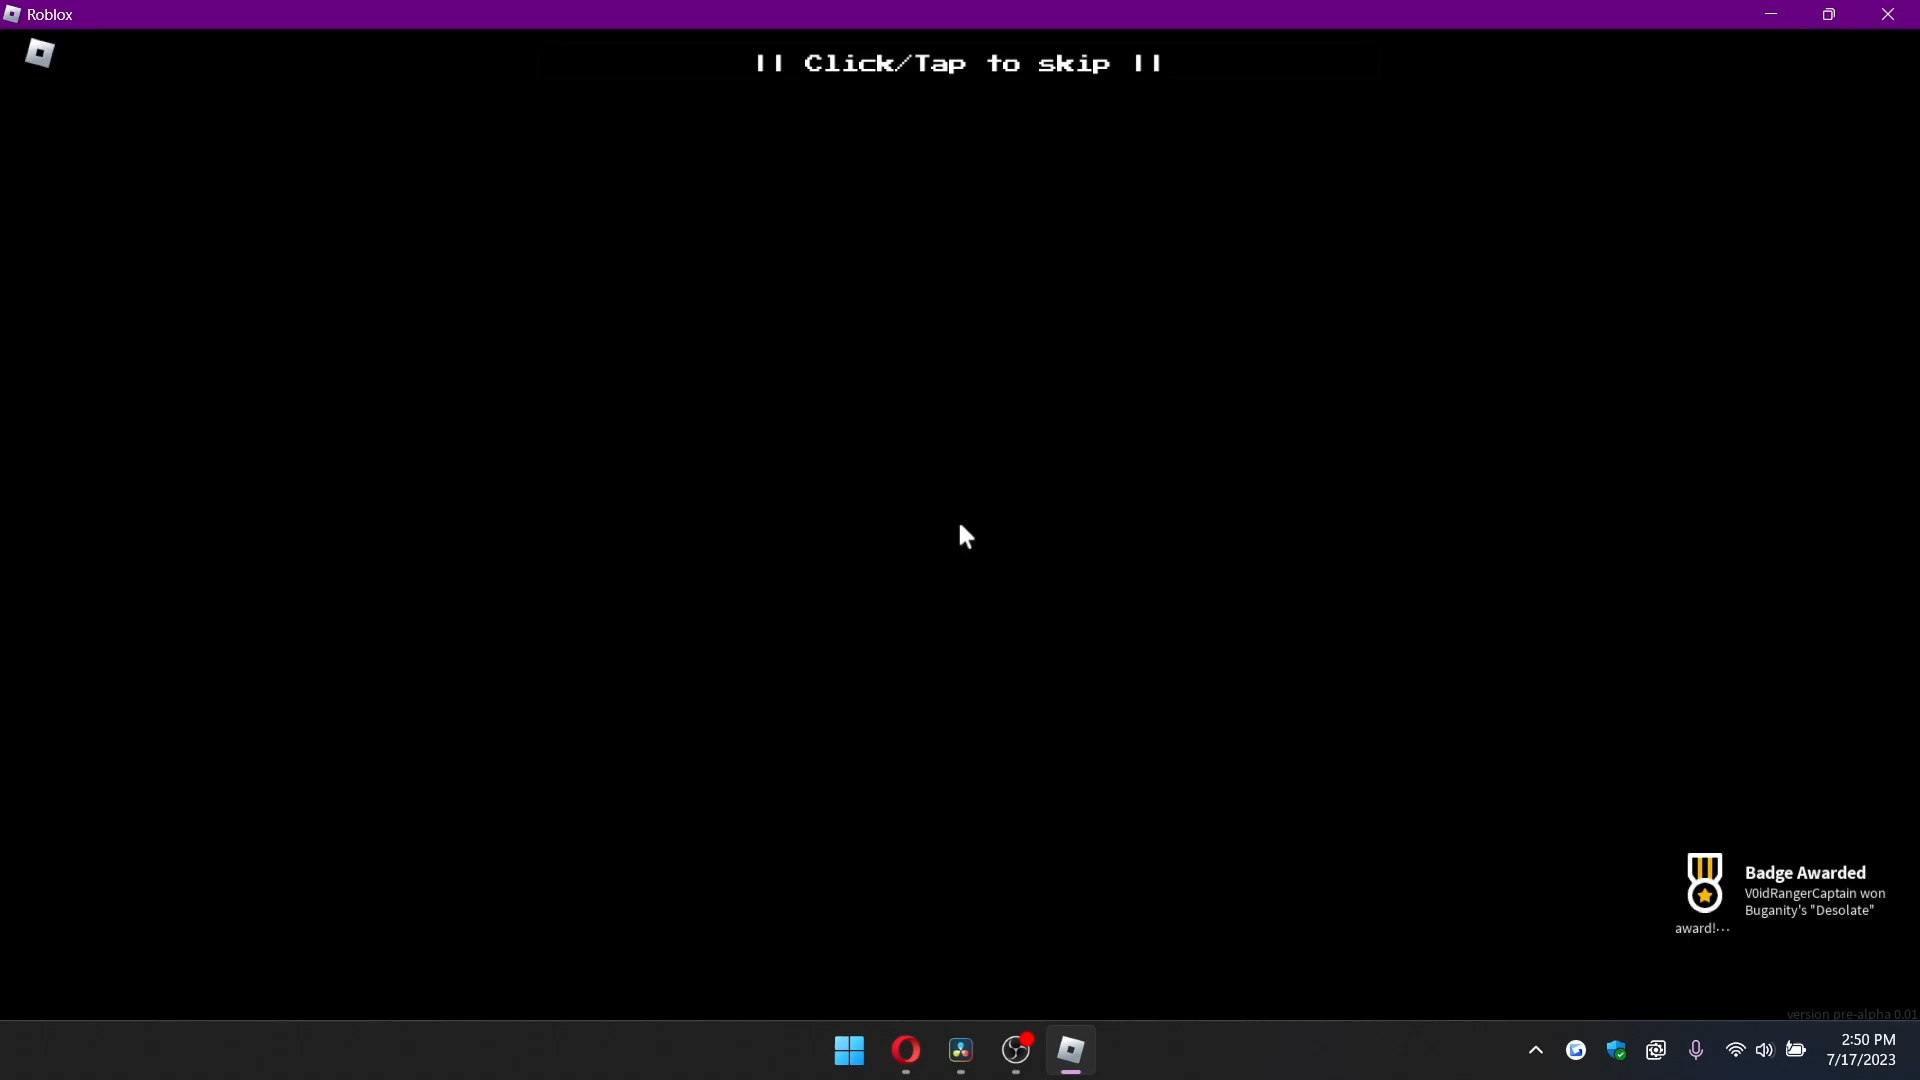 Roblox
|| Click/Tap to skip ||
Badge Awarded
V0idRangerCaptain won
Buganity's "Desolate"
award!...
version pre-alpha 0.01
2:50 PM
7/17/2023